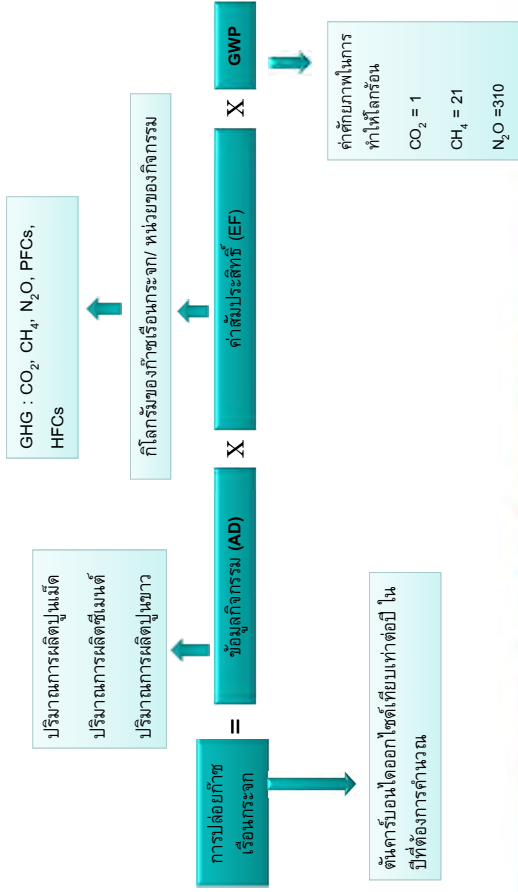 GHG : CO₂, CH₄, N₂O, PFCs,
HFCs
ปริมาณการผลิตปูนเม็ด
ปริมาณการผลิตซีเมนต์
ปริมาณการผลิตปูนขาว
กิโลกรัมของก๊าซเรือนกระจก/ หน่วยของกิจกรรม
การปล่อยก๊าซ
เรือนกระจก
=
ข้อมูลกิจกรรม (AD)
X
ค่าสัมประสิทธิ์ (EF)
X
GWP
ตันคาร์บอนไดออกไซด์เทียบเท่าต่อปี ใน
ปีที่ต้องการคำนวณ
ค่าศักยภาพในการ
ทำให้โลกร้อน
CO₂ = 1
CH₄ = 21
N₂O =310